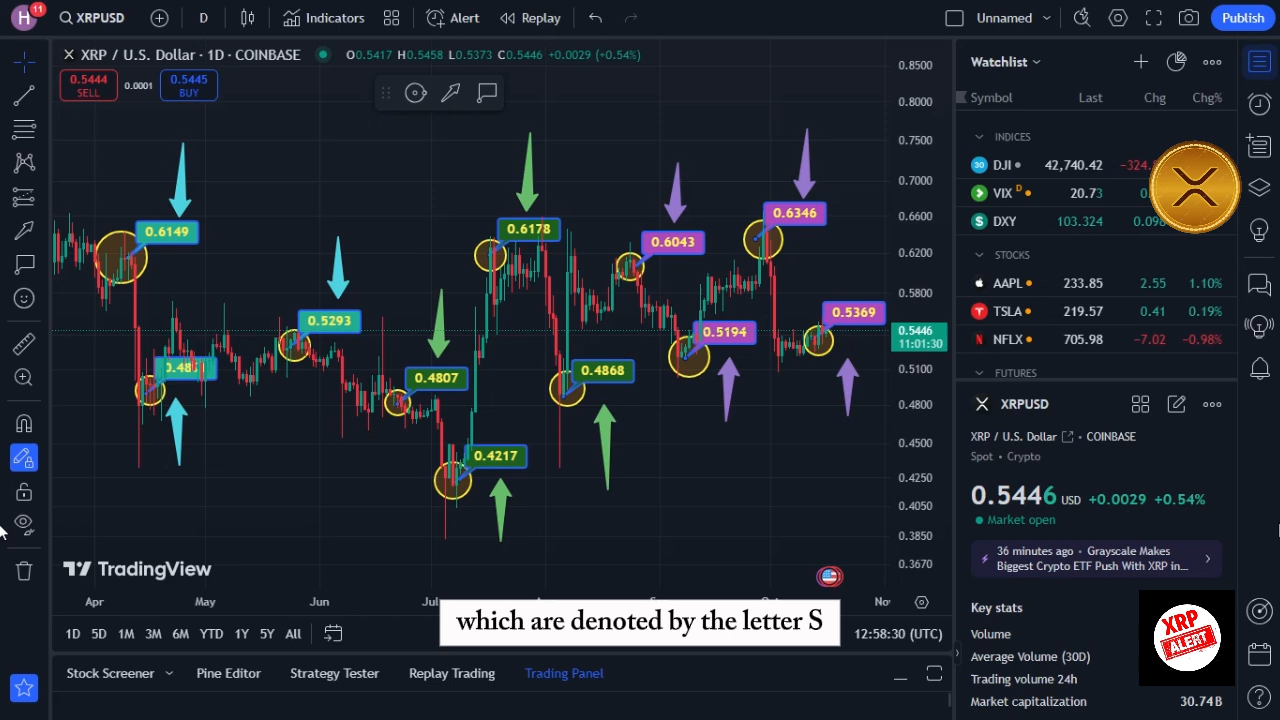 H
11
XRPUSD
D
Indicators
Alert
Replay
Unnamed
Publish
XRP / U.S. Dollar · 1D · COINBASE
O0.5417 H0.5458 L0.5373 C0.5446 +0.0029 (+0.54%)
0.5444
SELL
0.0001
0.5445
BUY
0.8500
0.8000
0.7500
0.7000
0.6600
0.6200
0.5800
0.5446
11:01:30
0.5100
0.4800
0.4500
0.4250
0.4050
0.3850
0.3670
0.6149
0.5293
0.4807
0.4217
0.6178
0.4868
0.6043
0.5194
0.6346
0.5369
TradingView
Apr
May
Jun
Nov
which are denoted by the letter S
1D 5D 1M 3M 6M YTD 1Y 5Y All
12:58:30 (UTC)
Stock Screener
Pine Editor
Strategy Tester
Replay Trading
Trading Panel
Watchlist
Symbol Last Chg Chg%
INDICES
30 DJI 42,740.42
VIX D 20.73
DXY 103.324
STOCKS
AAPL 233.85 2.55 1.10%
TSLA 219.57 0.41 0.19%
NFLX 705.98 −7.02 −0.98%
FUTURES
XRPUSD
XRP / U.S. Dollar COINBASE
Spot • Crypto
0.5446 USD +0.0029 +0.54%
Market open
36 minutes ago • Grayscale Makes
Biggest Crypto ETF Push With XRP in...
Key stats
Volume
Average Volume (30D)
Trading volume 24h
Market capitalization 30.74B
XRP
ALERT